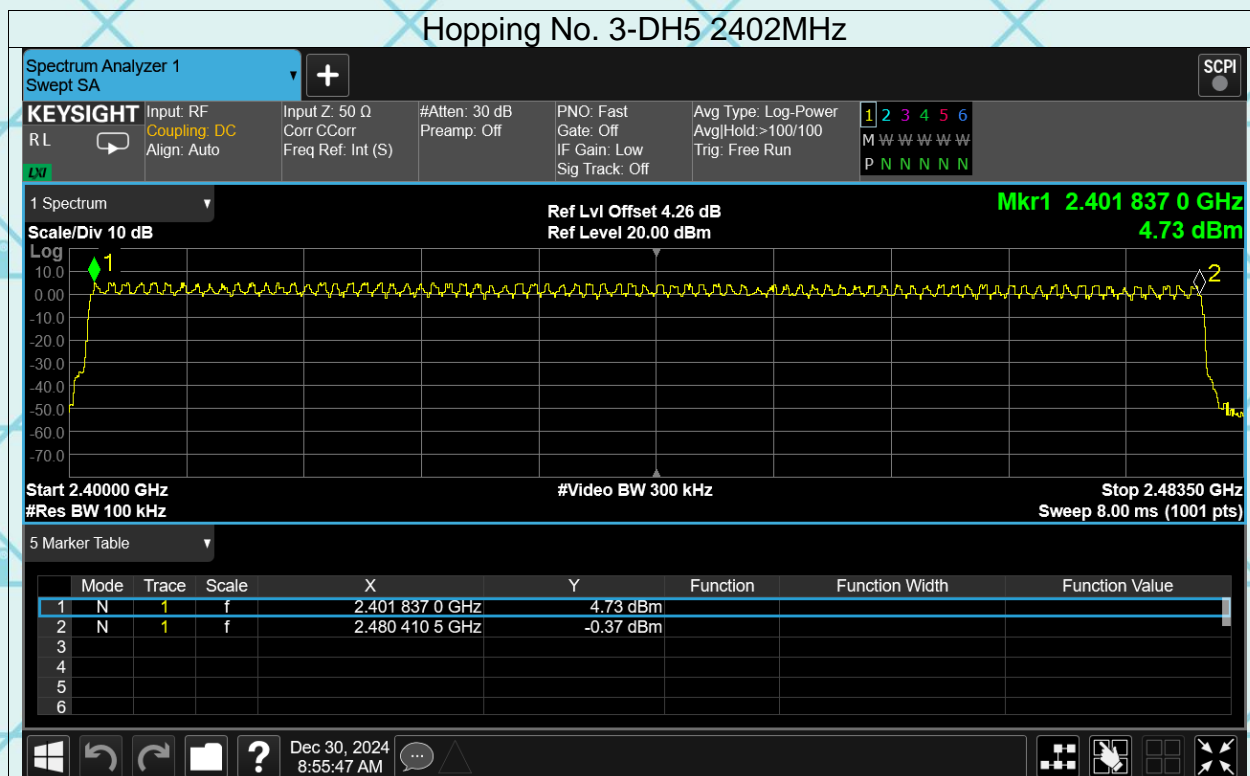 Hopping No. 3-DH5 2402MHz
Spectrum Analyzer 1
Swept SA
+
SCPI
KEYSIGHT
RL
LXI
Input: RF
Coupling: DC
Align: Auto
Input Z: 50 Ω
Corr CCorr
Freq Ref: Int (S)
#Atten: 30 dB
Preamp: Off
PNO: Fast
Gate: Off
IF Gain: Low
Sig Track: Off
Avg Type: Log-Power
Avg|Hold:>100/100
Trig: Free Run
1 2 3 4 5 6
M W W W W W
P N N N N N
1 Spectrum
Scale/Div 10 dB
Ref Lvl Offset 4.26 dB
Ref Level 20.00 dBm
Mkr1 2.401 837 0 GHz
4.73 dBm
Log
1
2
10.0
0.00
-10.0
-20.0
-30.0
-40.0
-50.0
-60.0
-70.0
Start 2.40000 GHz
#Res BW 100 kHz
#Video BW 300 kHz
Stop 2.48350 GHz
Sweep 8.00 ms (1001 pts)
5 Marker Table
Mode Trace Scale X Y Function Function Width Function Value
1 N 1 f 2.401 837 0 GHz 4.73 dBm
2 N 1 f 2.480 410 5 GHz -0.37 dBm
3
4
5
6
?
Dec 30, 2024
8:55:47 AM